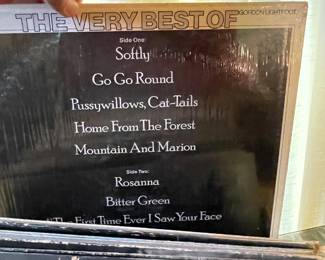 THE VERY BEST OF GORDON LIGHTFOOT
Side One:
Softly
Go Go Round
Pussywillows, Cat-Tails
Home From The Forest
Mountain And Marion
Side Two:
Rosanna
Bitter Green
The First Time Ever I Saw Your Face